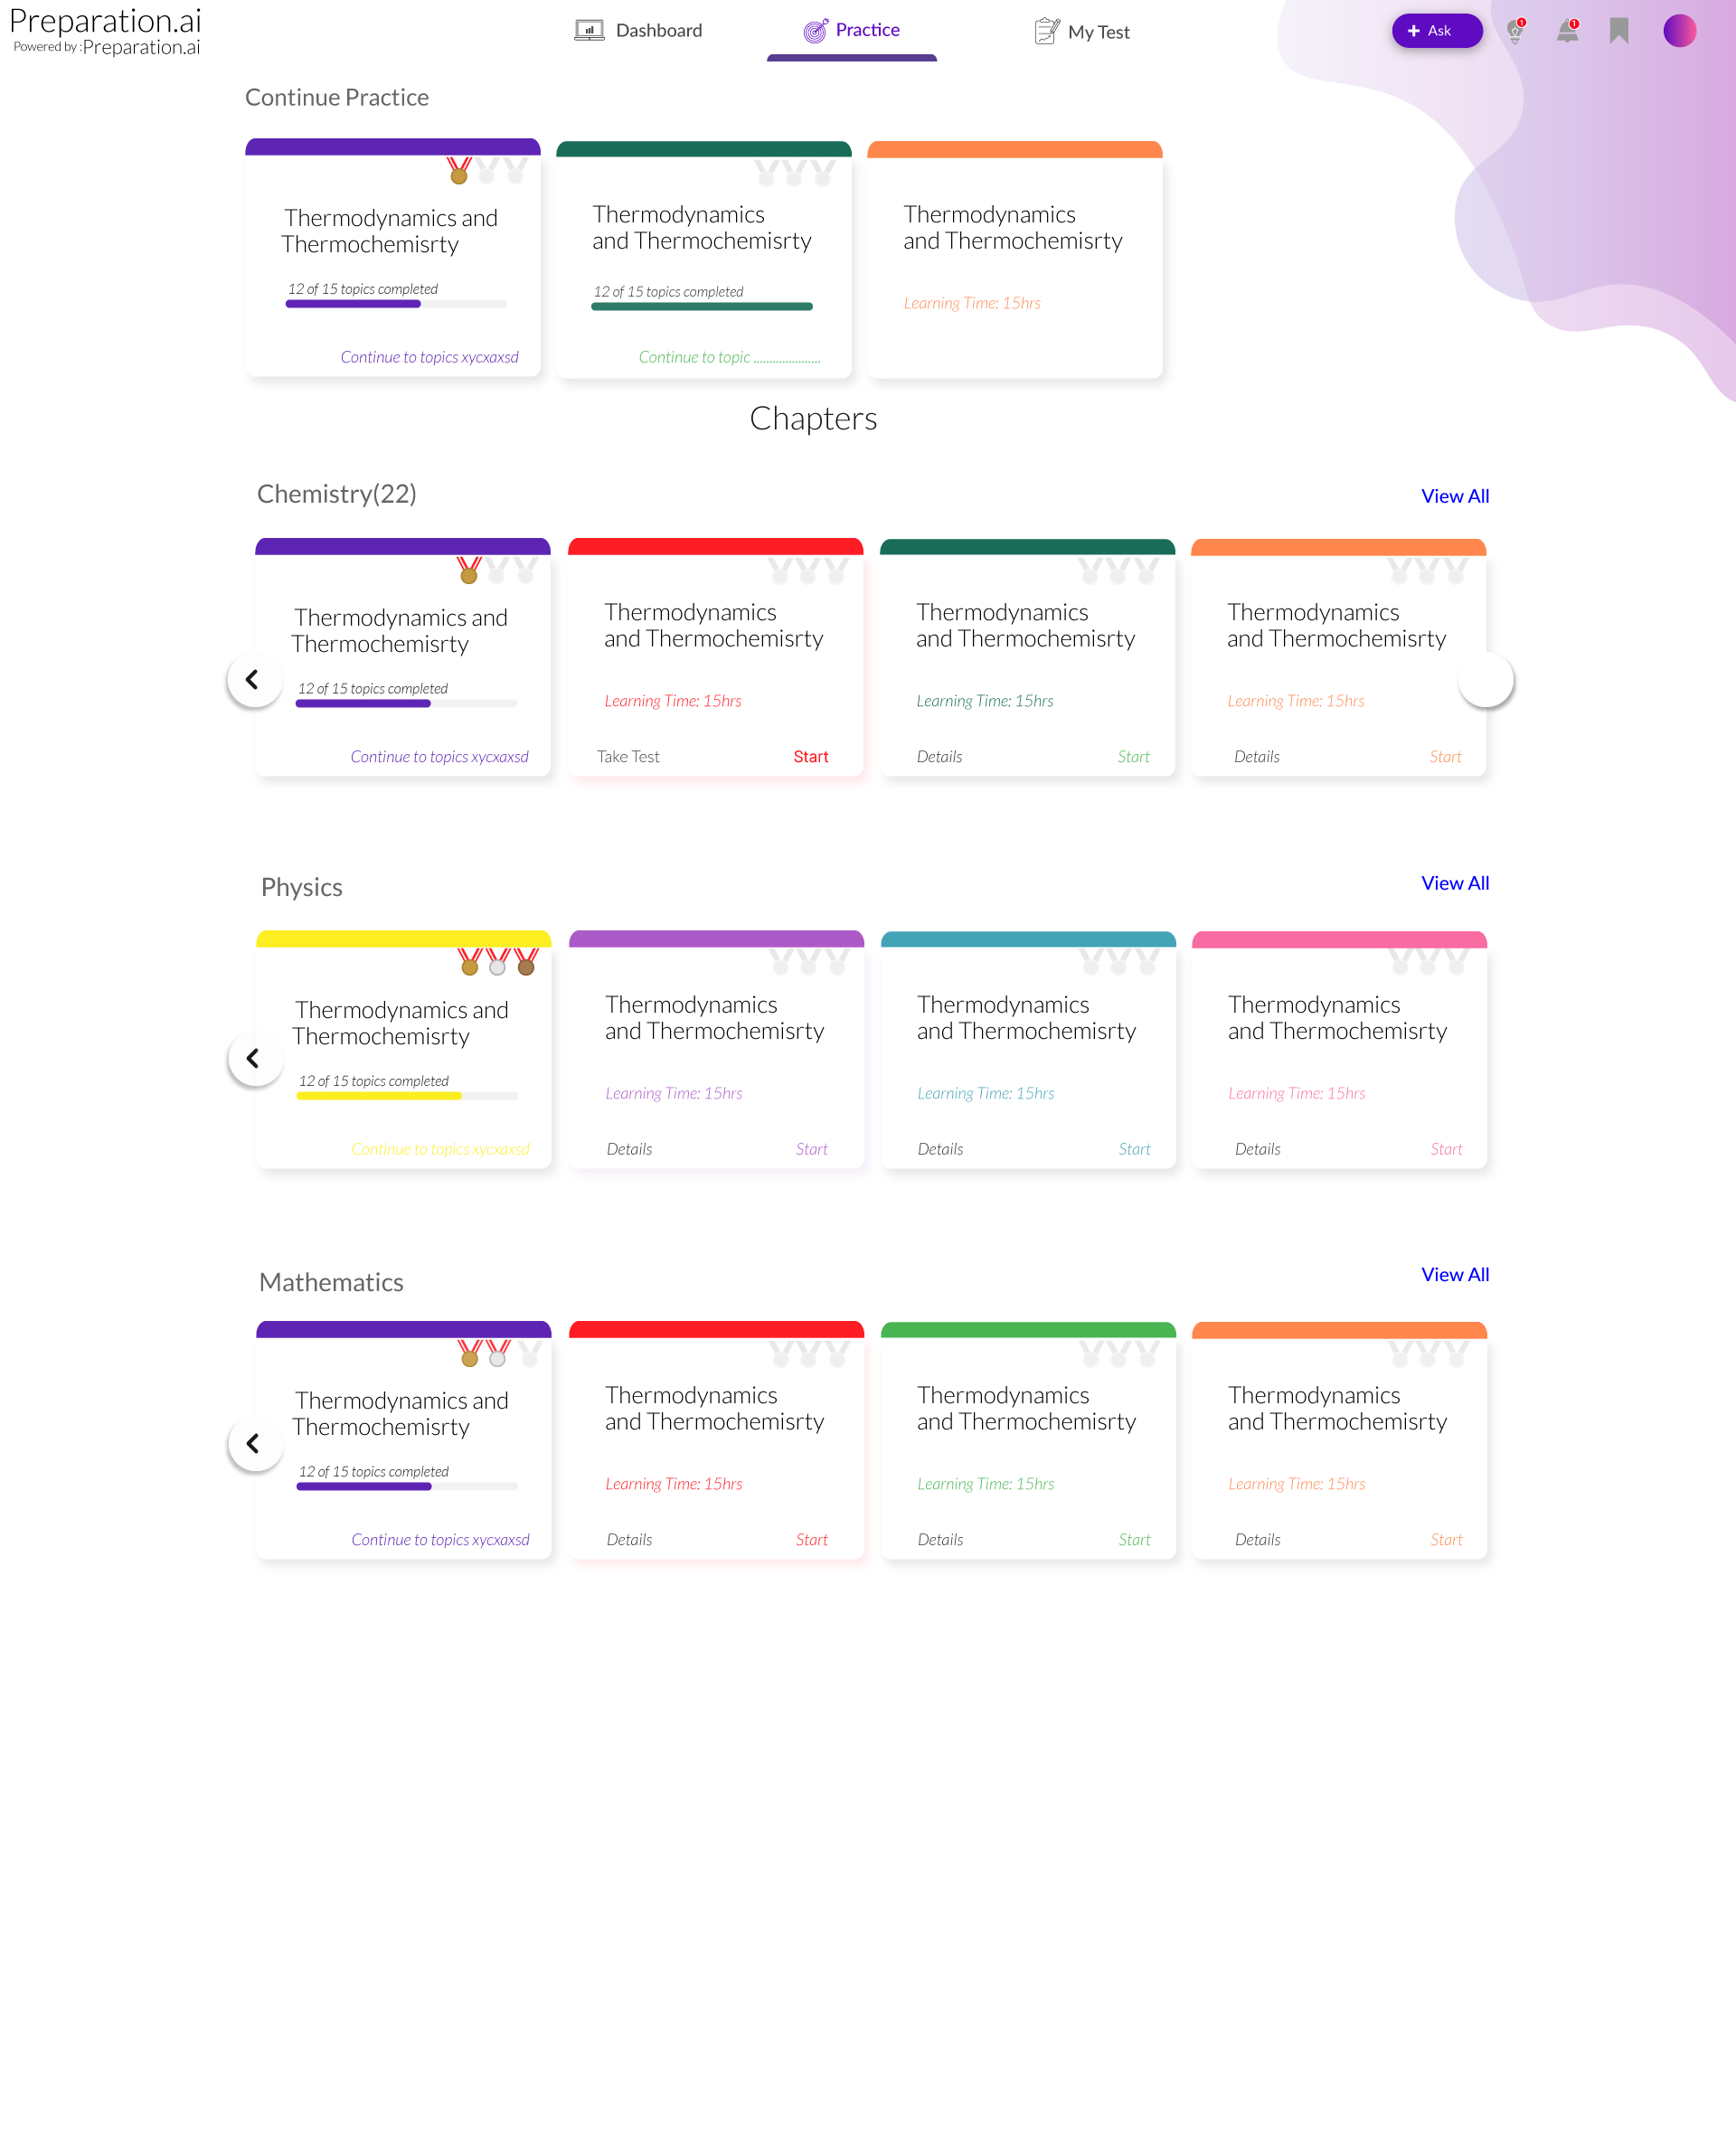 Preparation.ai
Powered by :Preparation.ai
Dashboard
Practice
My Test
+ Ask
1
1
Continue Practice
Thermodynamics and
Thermochemisrty
12 of 15 topics completed
Continue to topics xycxaxsd
Thermodynamics
and Thermochemisrty
12 of 15 topics completed
Continue to topic .....................
Thermodynamics
and Thermochemisrty
Learning Time: 15hrs
Chapters
Chemistry(22)
View All
Thermodynamics and
Thermochemisrty
12 of 15 topics completed
Continue to topics xycxaxsd
Thermodynamics
and Thermochemisrty
Learning Time: 15hrs
Take Test
Start
Thermodynamics
and Thermochemisrty
Learning Time: 15hrs
Details
Start
Thermodynamics
and Thermochemisrty
Learning Time: 15hrs
Details
Start
Physics
View All
Thermodynamics and
Thermochemisrty
12 of 15 topics completed
Continue to topics xycxaxsd
Thermodynamics
and Thermochemisrty
Learning Time: 15hrs
Details
Start
Thermodynamics
and Thermochemisrty
Learning Time: 15hrs
Details
Start
Thermodynamics
and Thermochemisrty
Learning Time: 15hrs
Details
Start
Mathematics
View All
Thermodynamics and
Thermochemisrty
12 of 15 topics completed
Continue to topics xycxaxsd
Thermodynamics
and Thermochemisrty
Learning Time: 15hrs
Details
Start
Thermodynamics
and Thermochemisrty
Learning Time: 15hrs
Details
Start
Thermodynamics
and Thermochemisrty
Learning Time: 15hrs
Details
Start